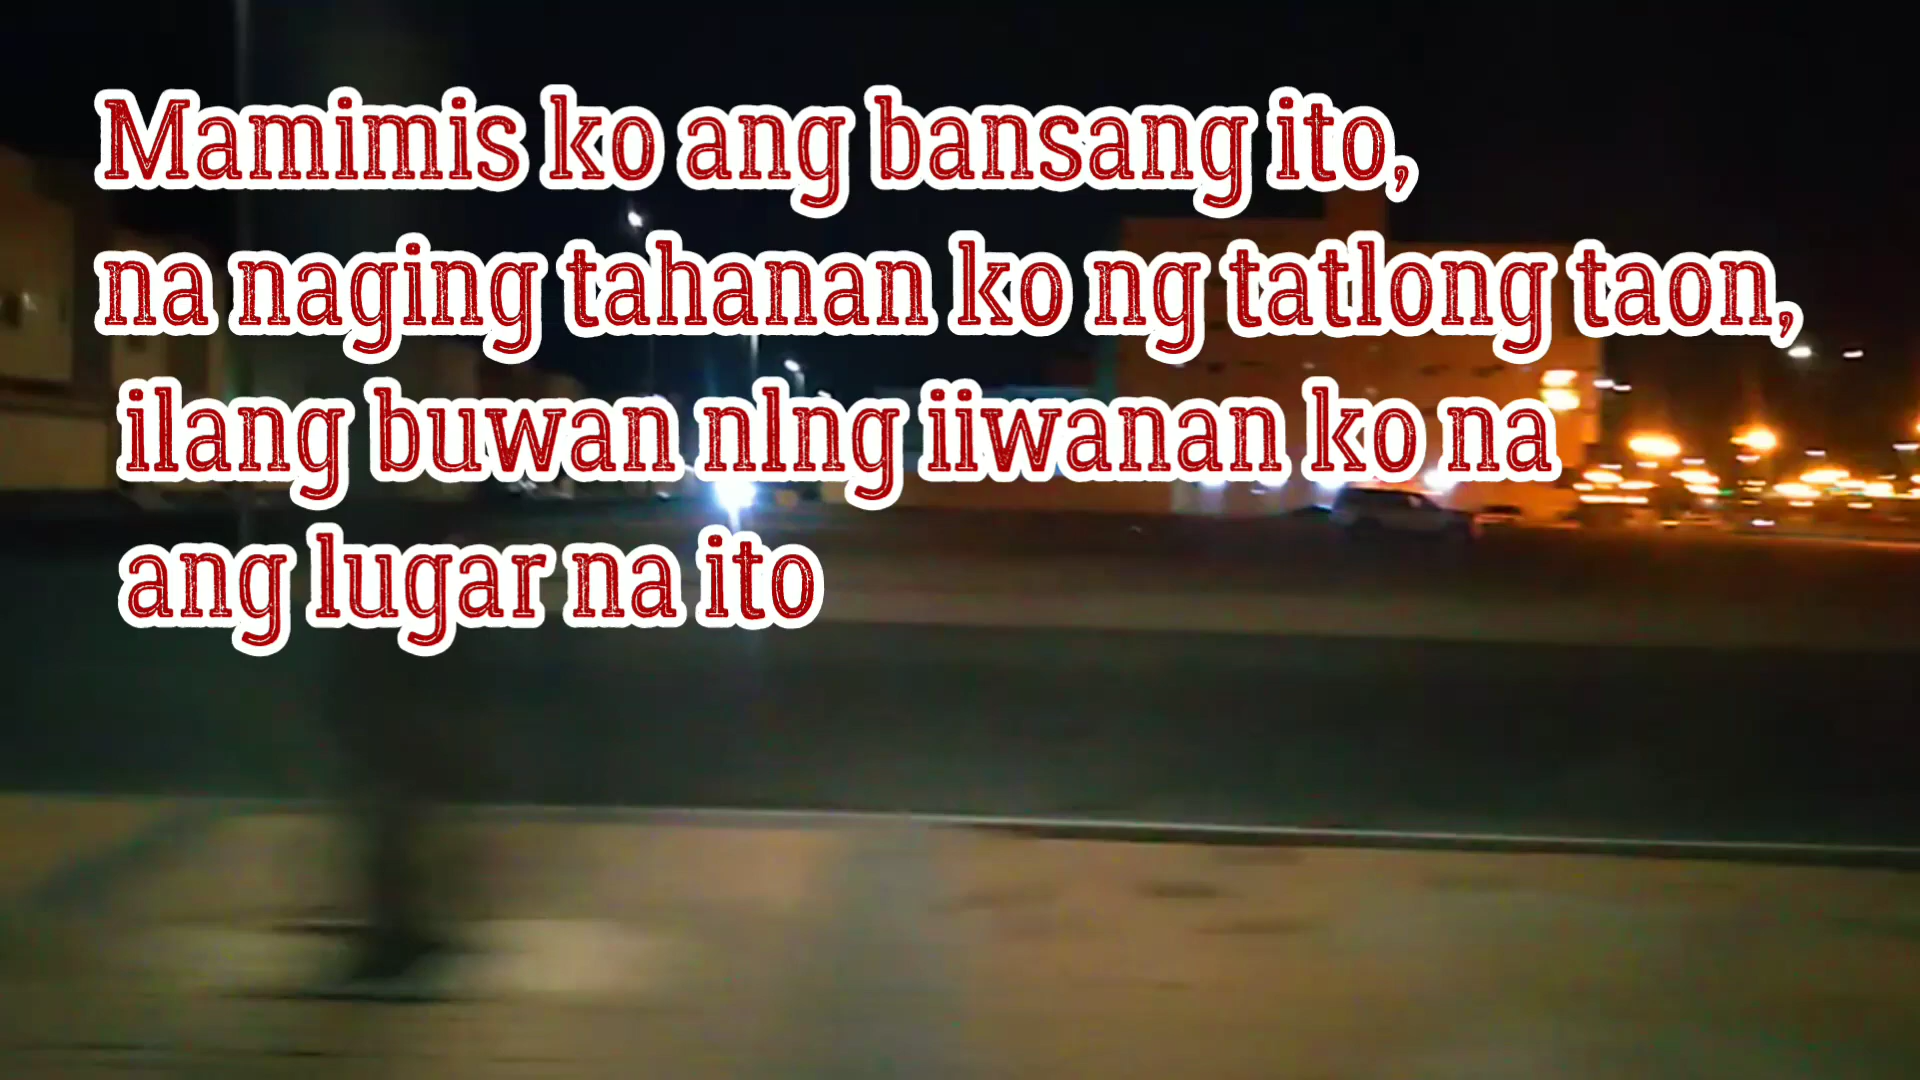 Mamimis ko ang bansang ito,
na naging tahanan ko ng tatlong taon,
ilang buwan nlng iiwanan ko na
ang lugar na ito